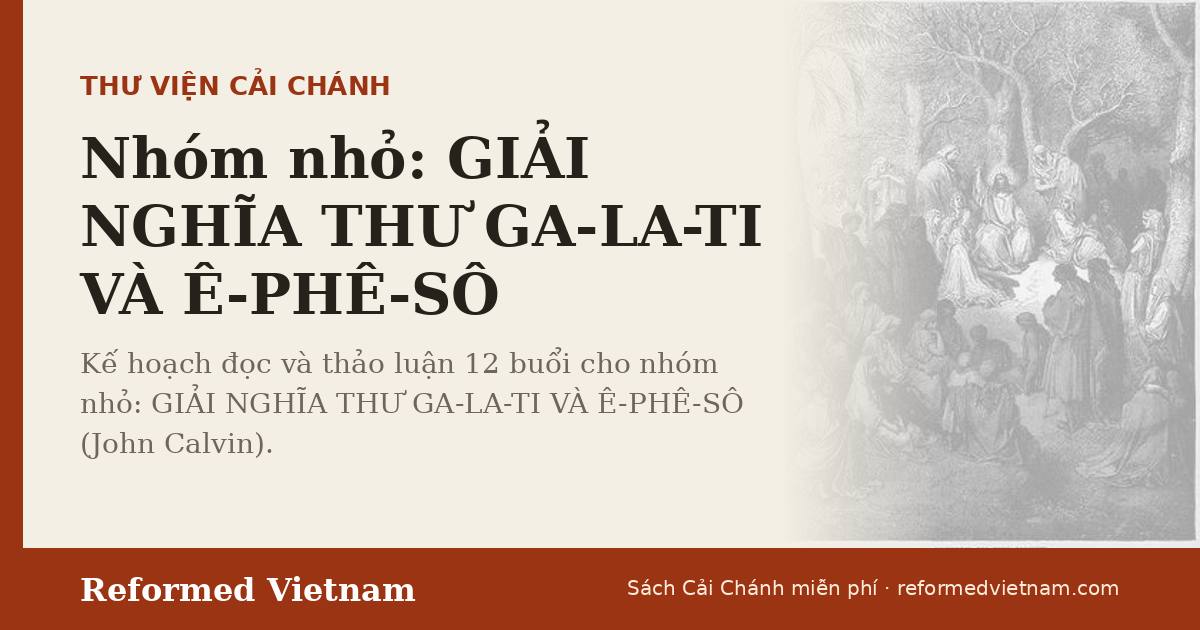 THƯ VIỆN CẢI CHÁNH
Nhóm nhỏ: GIẢI
NGHĨA THƯ GA-LA-TI
VÀ Ê-PHÊ-SÔ
Kế hoạch đọc và thảo luận 12 buổi cho nhóm
nhỏ: GIẢI NGHĨA THƯ GA-LA-TI VÀ Ê-PHÊ-SÔ
(John Calvin).
Reformed Vietnam
Sách Cải Chánh miễn phí · reformedvietnam.com